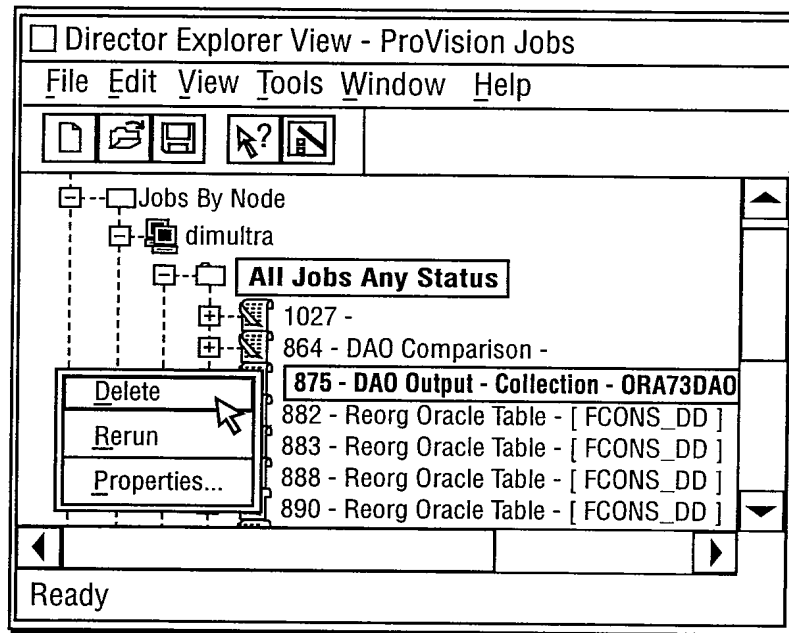 Director Explorer View - ProVision Jobs
File Edit View Tools Window Help
?
Jobs By Node
dimultra
All Jobs Any Status
1027 -
864 - DAO Comparison -
875 - DAO Output - Collection - ORA73DAO
882 - Reorg Oracle Table - [ FCONS_DD ]
883 - Reorg Oracle Table - [ FCONS_DD ]
888 - Reorg Oracle Table - [ FCONS_DD ]
890 - Reorg Oracle Table - [ FCONS_DD ]
Delete
Rerun
Properties...
Ready